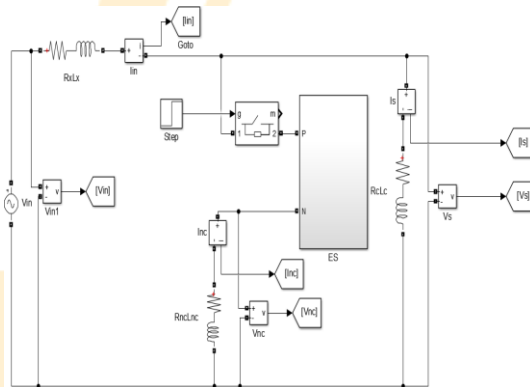 [Iin]
Goto
+
i
-
RxLx
Iin
Is
+
i
-
[Is]
Step
g
m
1
2
P
N
ES
RcLc
+
-
v
Vs
[Vs]
Vin
+
-
v
Vin1
[Vin]
Inc
+
i
-
[Inc]
RncLnc
+
-
v
Vnc
[Vnc]